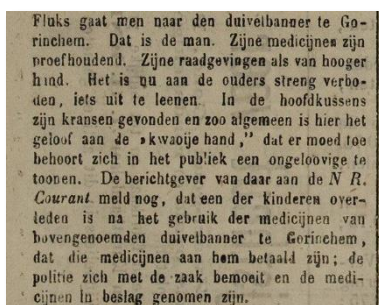 Fluks gaat men naar den duivelbanner te Go-
rinchem. Dat is de man. Zijne medicijnen zijn
proefhoudend. Zijne raadgevingen als van hooger
hand. Het is nu aan de ouders streng verbo-
den, iets uit te leenen. In de hoofdkussens
zijn kransen gevonden en zoo algemeen is hier het
geloof aan de »kwaoije hand," dat er moed toe
behoort zich in het publiek een ongeloovige te
toonen. De berichtgever van daar aan de N R.
Courant meld nog, dat een der kinderen over-
leden is na het gebruik der medicijnen van
bovengenoemden duivelbanner te Gorinchem,
dat die medicijnen aan hem betaald zijn; de
politie zich met de zaak bemoeit en de medi-
cijnen in beslag genomen zijn.